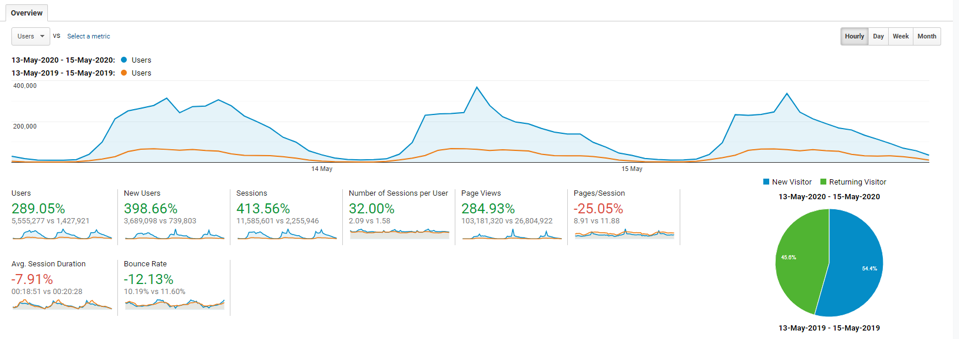 Overview
Users vs Select a metric
Hourly Day Week Month
13-May-2020 - 15-May-2020: Users
13-May-2019 - 15-May-2019: Users
400,000
200,000
14 May 15 May
New Visitor Returning Visitor
13-May-2020 - 15-May-2020
Users
289.05%
5,555,277 vs 1,427,921
New Users
398.66%
3,689,098 vs 739,803
Sessions
413.56%
11,585,601 vs 2,255,946
Number of Sessions per User
32.00%
2.09 vs 1.58
Page Views
284.93%
103,181,320 vs 26,804,922
Pages/Session
-25.05%
8.91 vs 11.88
Avg. Session Duration
-7.91%
00:18:51 vs 00:20:28
Bounce Rate
-12.13%
10.19% vs 11.60%
54.4%
13-May-2019 - 15-May-2019